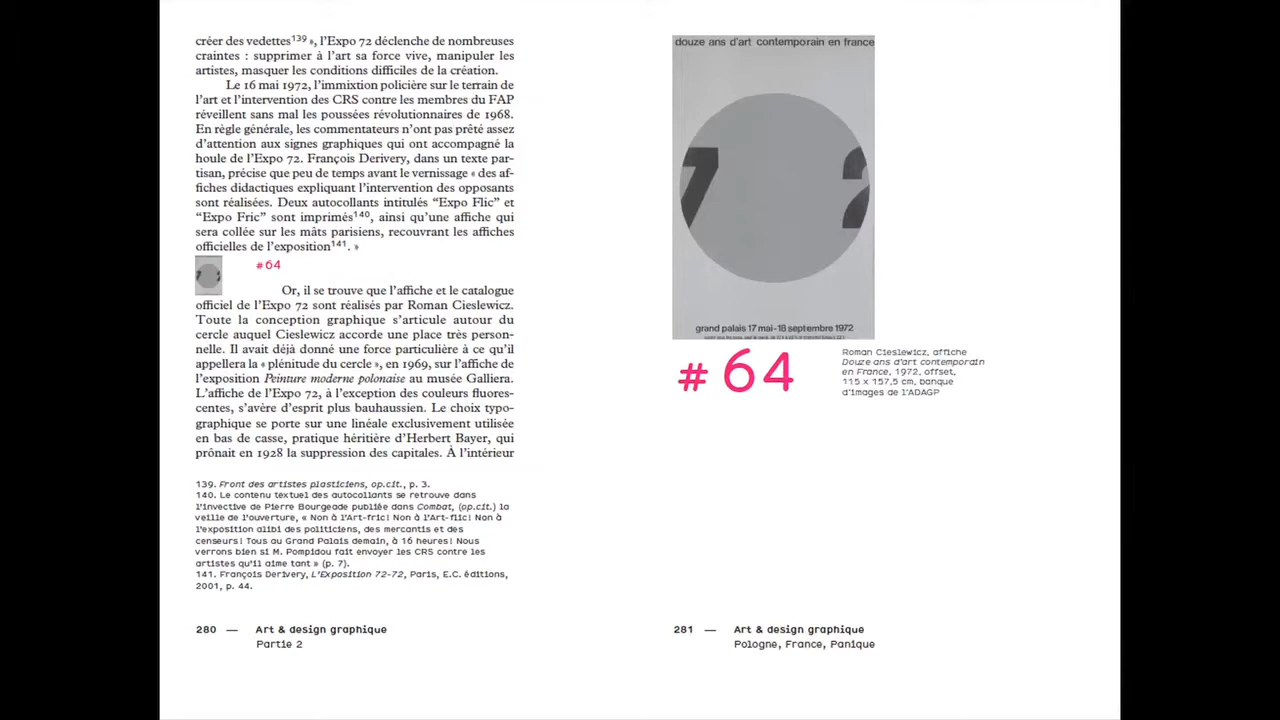 créer des vedettes139 », l'Expo 72 déclenche de nombreuses
craintes : supprimer à l'art sa force vive, manipuler les
artistes, masquer les conditions difficiles de la création.
Le 16 mai 1972, l'immixtion policière sur le terrain de
l'art et l'intervention des CRS contre les membres du FAP
réveillent sans mal les poussées révolutionnaires de 1968.
En règle générale, les commentateurs n'ont pas prêté assez
d'attention aux signes graphiques qui ont accompagné la
houle de l'Expo 72. François Derivery, dans un texte par-
tisan, précise que peu de temps avant le vernissage « des af-
fiches didactiques expliquant l'intervention des opposants
sont réalisées. Deux autocollants intitulés “Expo Flic” et
“Expo Fric” sont imprimés140, ainsi qu'une affiche qui
sera collée sur les mâts parisiens, recouvrant les affiches
officielles de l'exposition141. »
#64
Or, il se trouve que l'affiche et le catalogue
officiel de l'Expo 72 sont réalisés par Roman Cieslewicz.
Toute la conception graphique s'articule autour du
cercle auquel Cieslewicz accorde une place très person-
nelle. Il avait déjà donné une force particulière à ce qu'il
appellera la « plénitude du cercle », en 1969, sur l'affiche de
l'exposition Peinture moderne polonaise au musée Galliera.
L'affiche de l'Expo 72, à l'exception des couleurs fluores-
centes, s'avère d'esprit plus bauhaussien. Le choix typo-
graphique se porte sur une linéale exclusivement utilisée
en bas de casse, pratique héritière d'Herbert Bayer, qui
prônait en 1928 la suppression des capitales. À l'intérieur
139. Front des artistes plasticiens, op.cit., p. 3.
140. Le contenu textuel des autocollants se retrouve dans
l'invective de Pierre Bourgeade publiée dans Combat, (op.cit.) la
veille de l'ouverture, « Non à l'Art-fric! Non à l'Art-flic! Non à
l'exposition alibi des politiciens, des mercantis et des
censeurs! Tous au Grand Palais demain, à 16 heures! Nous
verrons bien si M. Pompidou fait envoyer les CRS contre les
artistes qu'il aime tant » (p. 7).
141. François Derivery, L'Exposition 72-72, Paris, E.C. éditions,
2001, p. 44.
280 — Art & design graphique
Partie 2
douze ans d'art contemporain en france
7 2
grand palais 17 mai-18 septembre 1972
#64
Roman Cieslewicz, affiche
Douze ans d'art contemporain
en France, 1972, offset,
115 x 157,5 cm, banque
d'images de l'ADAGP
281 — Art & design graphique
Pologne, France, Panique